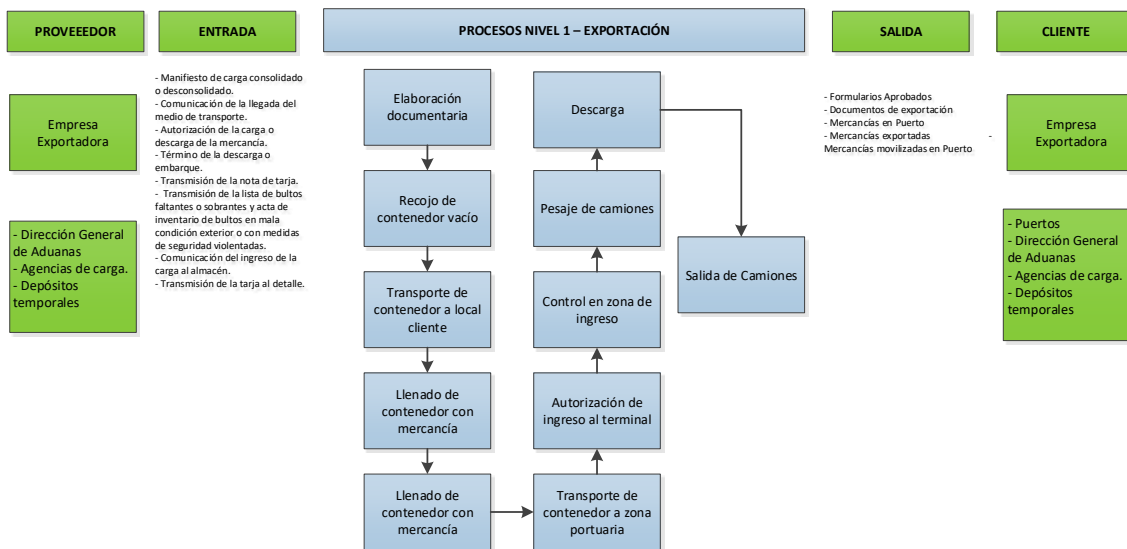 PROVEEEDOR
ENTRADA
PROCESOS NIVEL 1 – EXPORTACIÓN
SALIDA
CLIENTE
Empresa
Exportadora
- Dirección General
de Aduanas
- Agencias de carga.
- Depósitos
temporales
- Manifiesto de carga consolidado
o desconsolidado.
- Comunicación de la llegada del
medio de transporte.
- Autorización de la carga o
descarga de la mercancía.
- Término de la descarga o
embarque.
- Transmisión de la nota de tarja.
- Transmisión de la lista de bultos
faltantes o sobrantes y acta de
inventario de bultos en mala
condición exterior o con medidas
de seguridad violentadas.
- Comunicación del ingreso de la
carga al almacén.
- Transmisión de la tarja al detalle.
Elaboración
documentaria
Recojo de
contenedor vacío
Transporte de
contenedor a local
cliente
Llenado de
contenedor con
mercancía
Llenado de
contenedor con
mercancía
Transporte de
contenedor a zona
portuaria
Autorización de
ingreso al terminal
Control en zona de
ingreso
Pesaje de camiones
Descarga
Salida de Camiones
- Formularios Aprobados
- Documentos de exportación
- Mercancías en Puerto
- Mercancías exportadas -
Mercancías movilizadas en Puerto
Empresa
Exportadora
- Puertos
- Dirección General
de Aduanas
- Agencias de carga.
- Depósitos
temporales